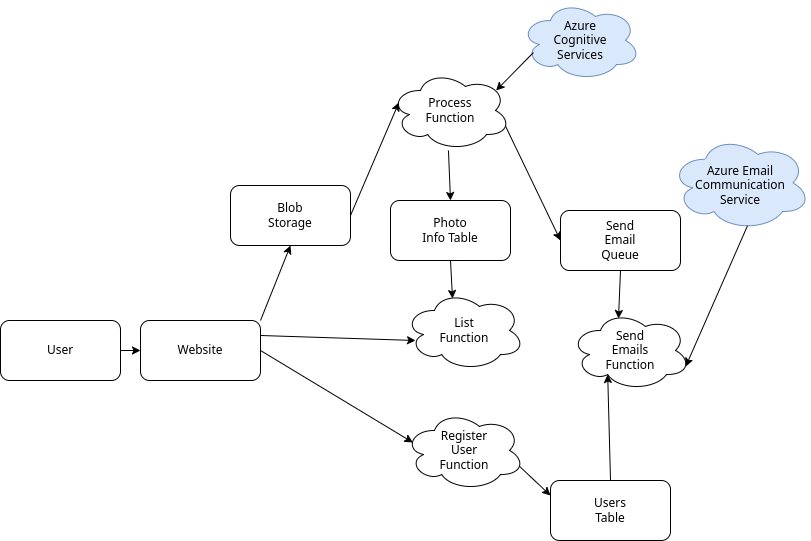 Azure
Cognitive
Services
Process
Function
Azure Email
Communication
Service
Blob
Storage
Photo
Info Table
Send
Email
Queue
User
Website
List
Function
Send
Emails
Function
Register
User
Function
Users
Table